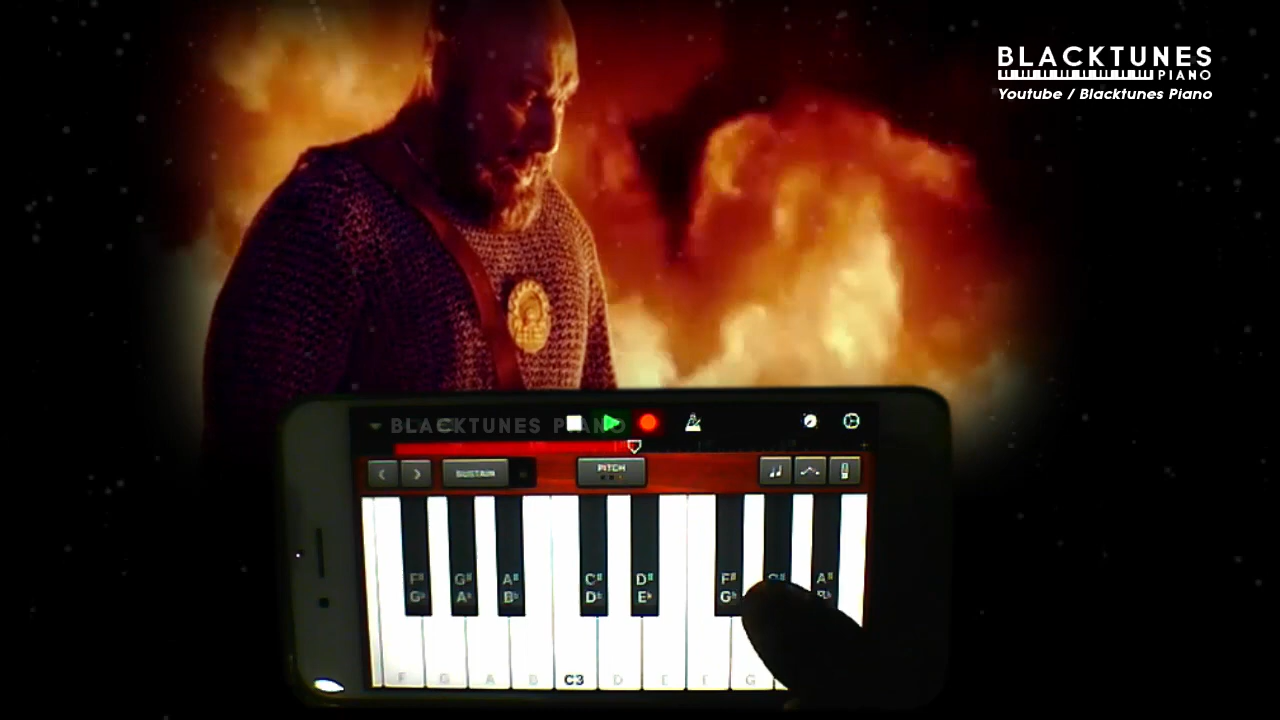 BLACKTUNES
PIANO
Youtube / Blacktunes Piano
BLACKTUNES PIANO
SUSTAIN
PITCH
F# G# A# C# D# F# G# A#
G♭ A♭ B♭ D♭ E♭ G♭ B♭
F G A B C3 D E F G